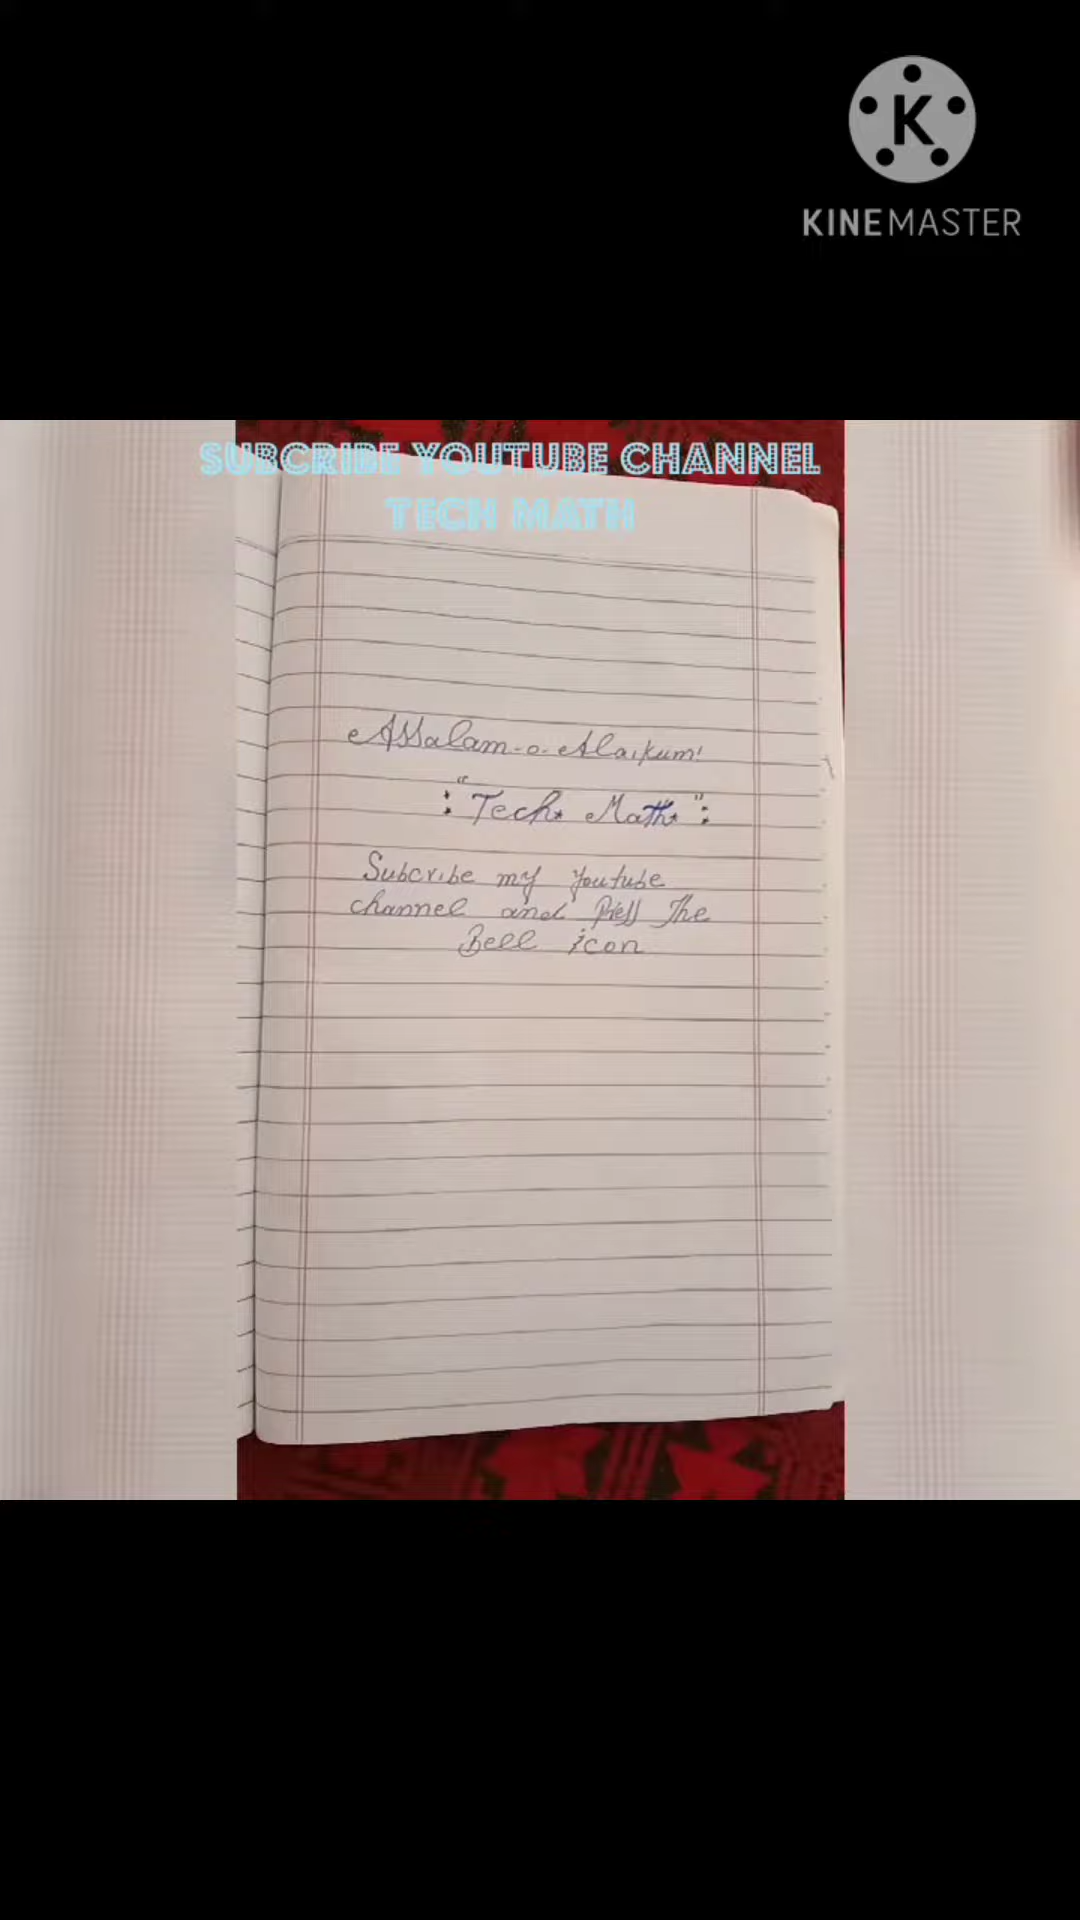 K
KINEMASTER
SUBCRIBE YOUTUBE CHANNEL
TECH MATH
Assalam-o-Alaikum!
:"Tech Math":
Subcribe my Youtube
channel and Press The
Bell icon